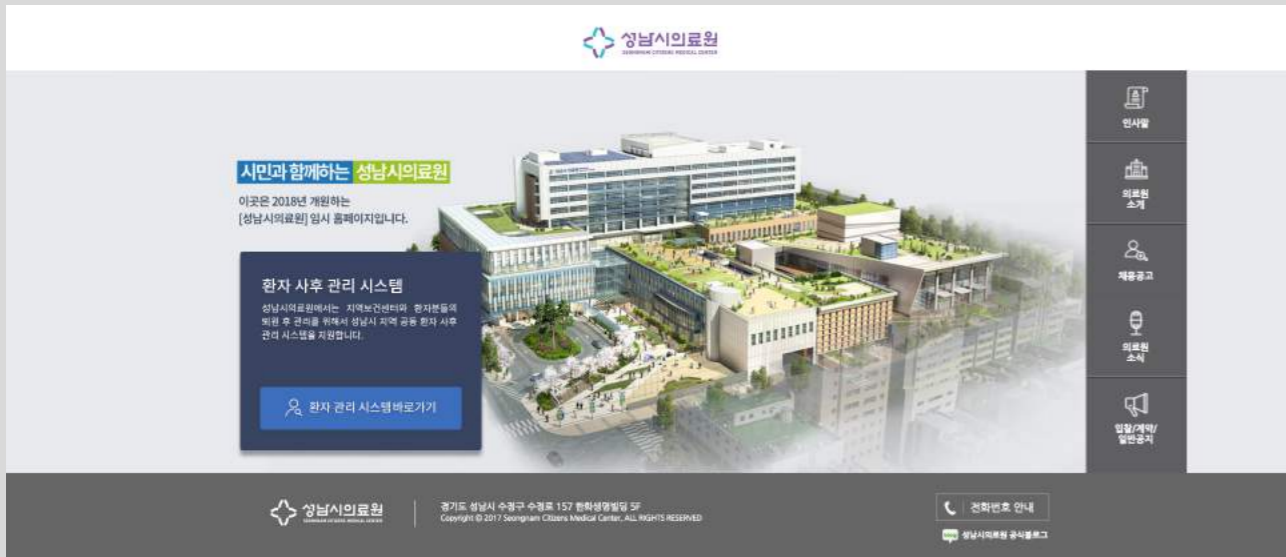 성남시의료원
SEONGNAM CITIZENS MEDICAL CENTER
시민과 함께하는 성남시의료원
이곳은 2018년 개원하는
[성남시의료원] 임시 홈페이지입니다.
환자 사후 관리 시스템
성남시의료원에서는 지역보건센터와 환자분들의
퇴원 후 관리를 위해서 성남시 지역 공동 환자 사후
관리 시스템을 지원합니다.
환자 관리 시스템바로가기
인사말
의료원
소개
채용공고
의료원
소식
입찰/계약/
일반공지
성남시의료원
SEONGNAM CITIZENS MEDICAL CENTER
경기도 성남시 수정구 수정로 157 한화생명빌딩 5F
Copyright © 2017 Seongnam Citizens Medical Center, ALL RIGHTS RESERVED
전화번호 안내
blog 성남시의료원 공식블로그